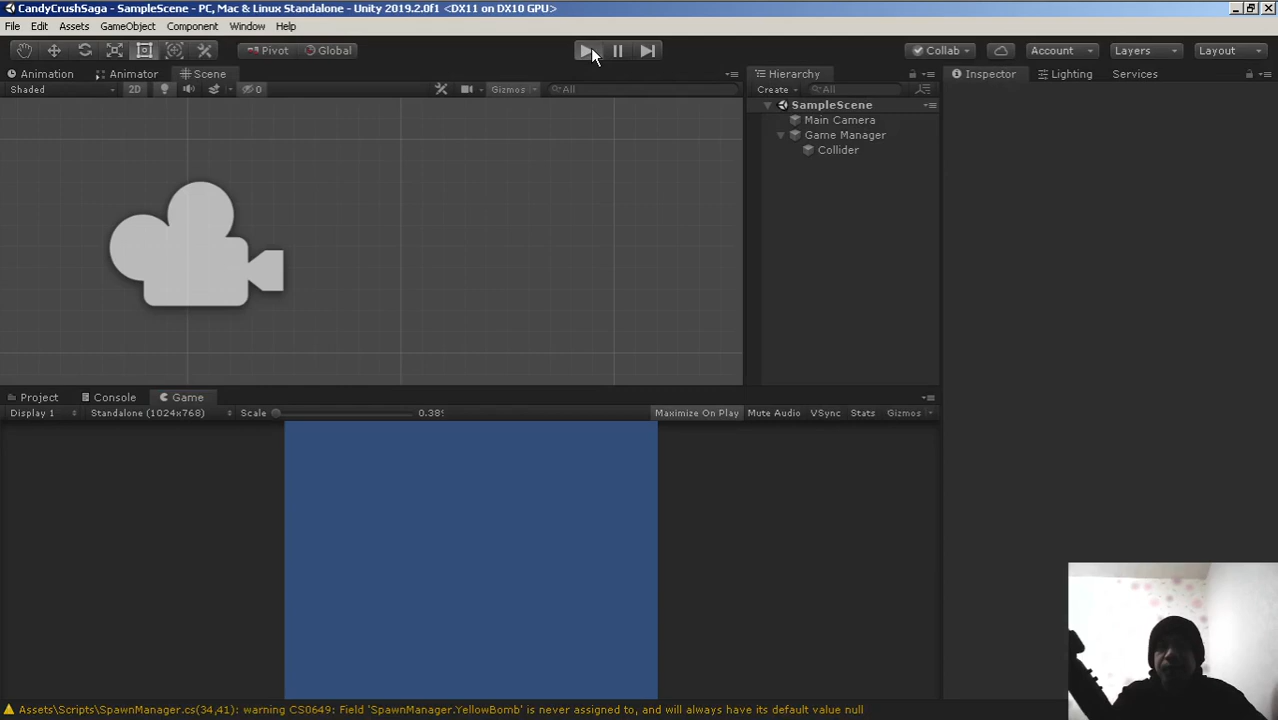 CandyCrushSaga - SampleScene - PC, Mac & Linux Standalone - Unity 2019.2.0f1 <DX11 on DX10 GPU>
File Edit Assets GameObject Component Window Help
Pivot Global Collab Account Layers Layout
Animation Animator Scene Hierarchy Inspector Lighting Services
Shaded 2D 0 Gizmos All Create All
SampleScene
Main Camera
Game Manager
Collider
Project Console Game
Display 1 Standalone (1024x768) Scale 0.38 Maximize On Play Mute Audio VSync Stats Gizmos
Assets\Scripts\SpawnManager.cs(34,41): warning CS0649: Field 'SpawnManager.YellowBomb' is never assigned to, and will always have its default value null